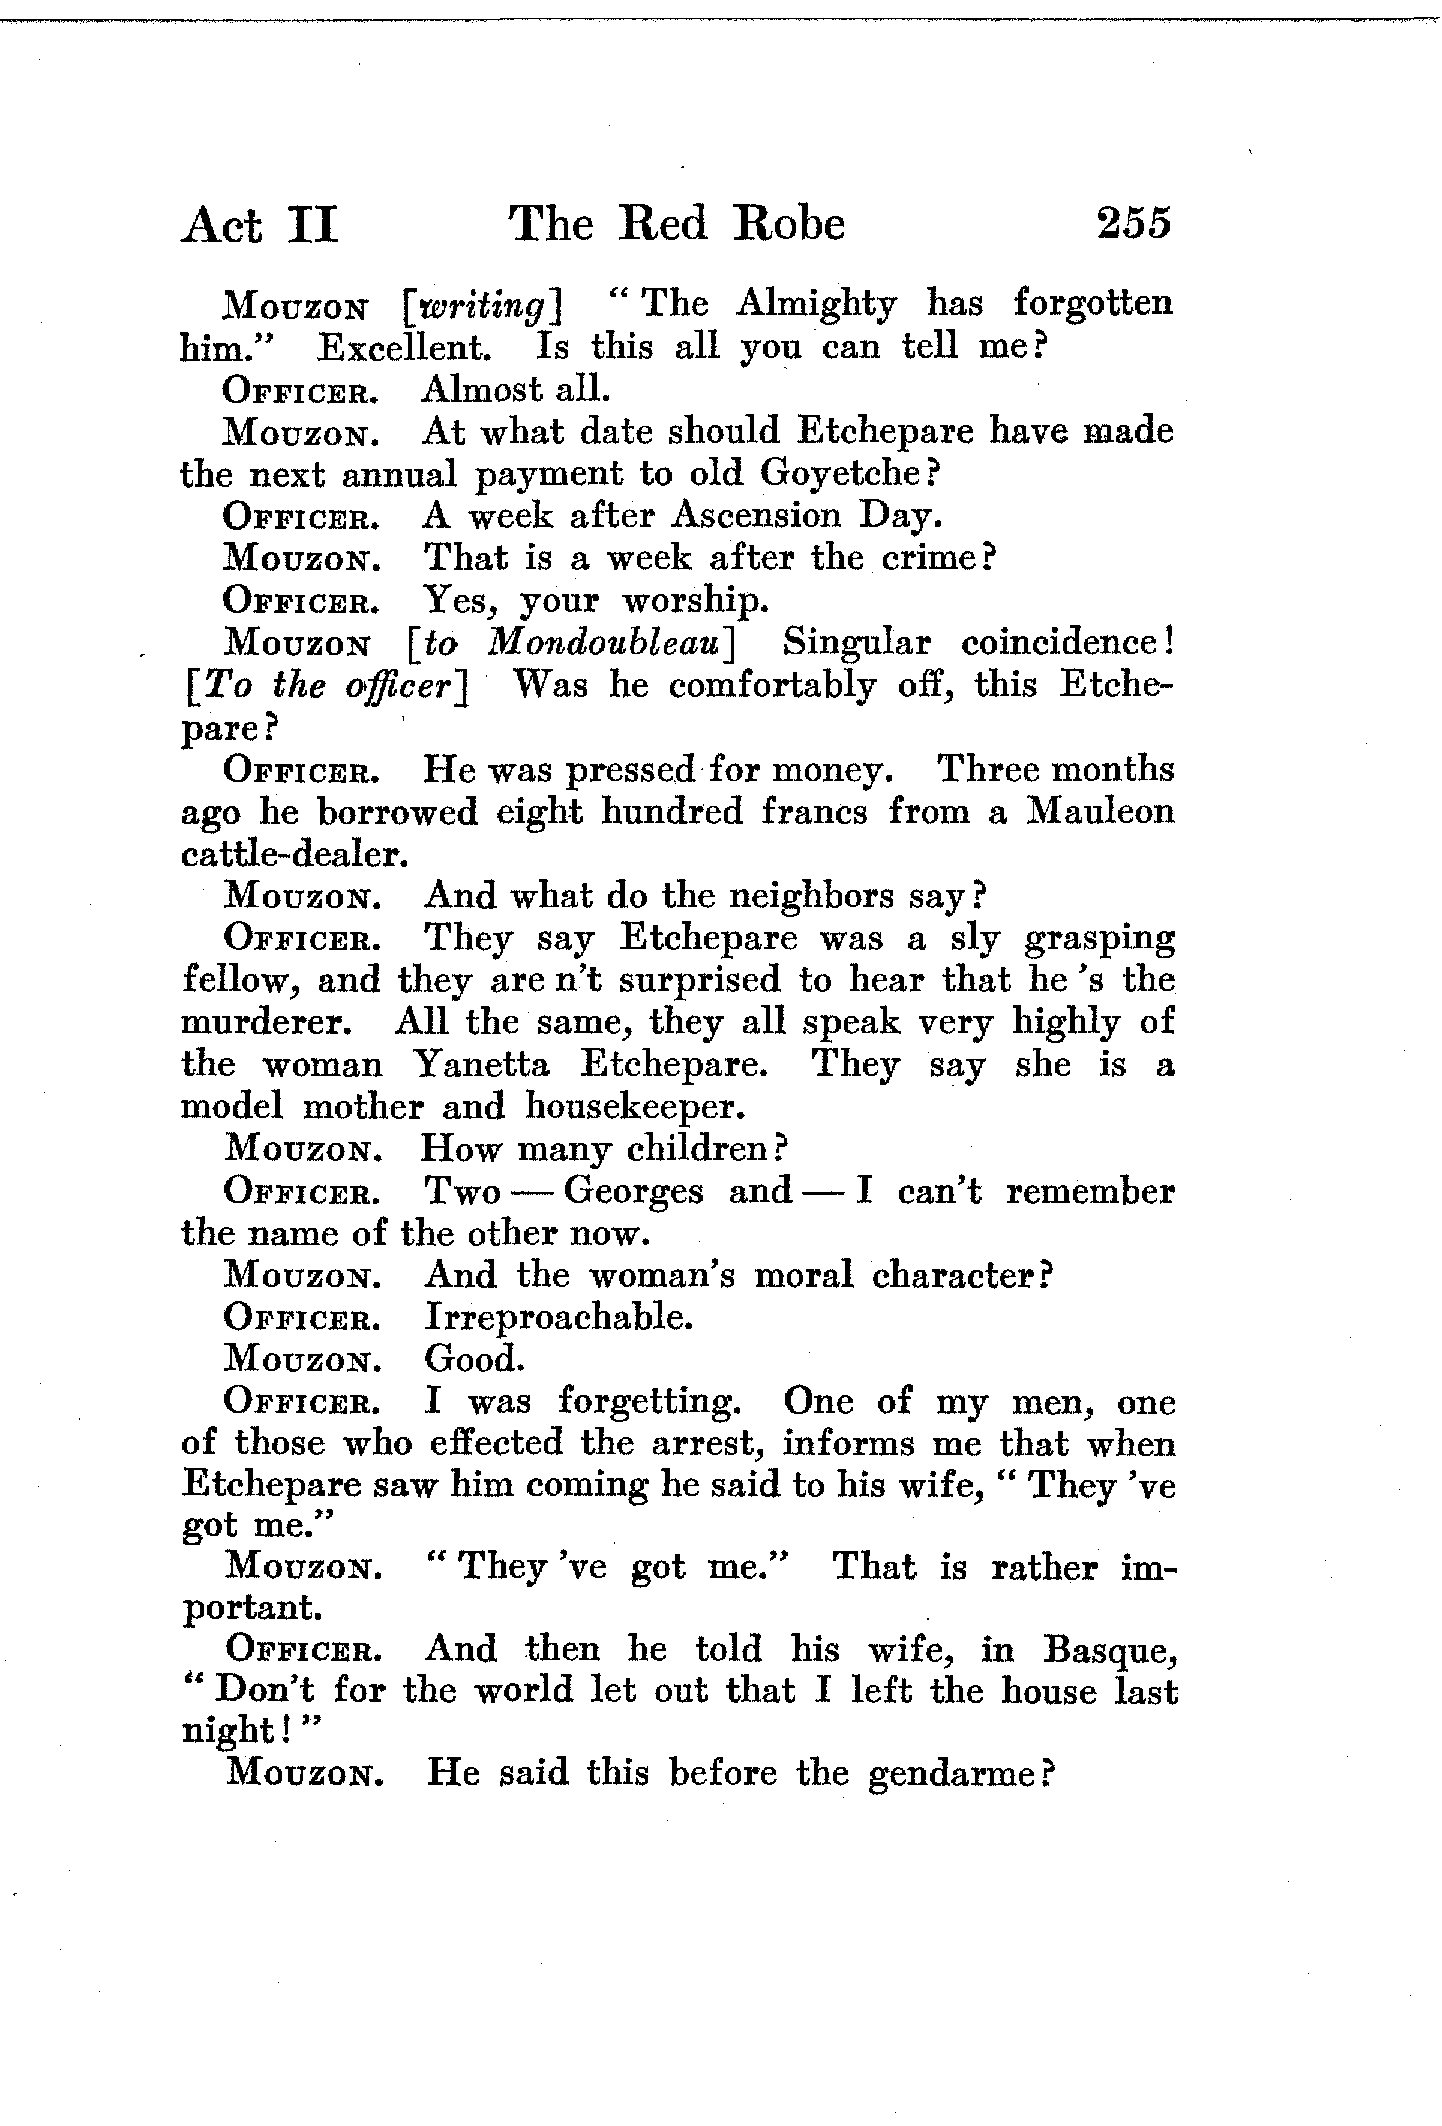 Act II The Red Robe 255
MOUZON [writing] “ The Almighty has forgotten
him.” Excellent. Is this all you can tell me?
OFFICER. Almost all.
MOUZON. At what date should Etchepare have made
the next annual payment to old Goyetche?
OFFICER. A week after Ascension Day.
MOUZON. That is a week after the crime?
OFFICER. Yes, your worship.
MOUZON [to Mondoubleau] Singular coincidence!
[To the officer] Was he comfortably off, this Etche-
pare?
OFFICER. He was pressed for money. Three months
ago he borrowed eight hundred francs from a Mauleon
cattle-dealer.
MOUZON. And what do the neighbors say?
OFFICER. They say Etchepare was a sly grasping
fellow, and they are n't surprised to hear that he 's the
murderer. All the same, they all speak very highly of
the woman Yanetta Etchepare. They say she is a
model mother and housekeeper.
MOUZON. How many children?
OFFICER. Two — Georges and — I can't remember
the name of the other now.
MOUZON. And the woman's moral character?
OFFICER. Irreproachable.
MOUZON. Good.
OFFICER. I was forgetting. One of my men, one
of those who effected the arrest, informs me that when
Etchepare saw him coming he said to his wife, “ They 've
got me.”
MOUZON. “ They 've got me.” That is rather im-
portant.
OFFICER. And then he told his wife, in Basque,
“ Don't for the world let out that I left the house last
night! ”
MOUZON. He said this before the gendarme?